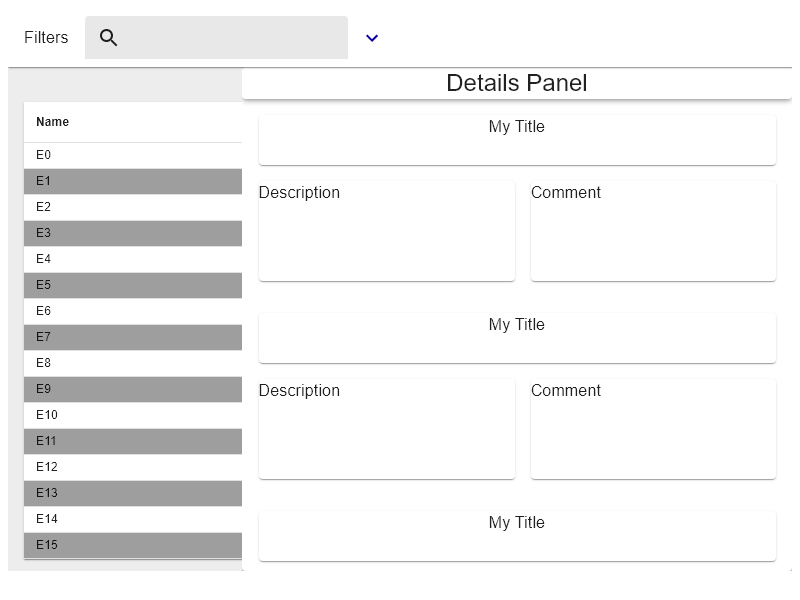 Filters
Details Panel
Name
E0
E1
E2
E3
E4
E5
E6
E7
E8
E9
E10
E11
E12
E13
E14
E15
My Title
Description
Comment
My Title
Description
Comment
My Title